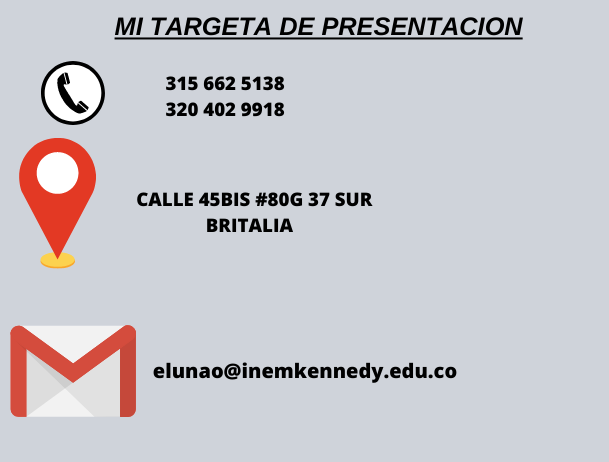 MI TARGETA DE PRESENTACION
315 662 5138
320 402 9918
CALLE 45BIS #80G 37 SUR
BRITALIA
elunao@inemkennedy.edu.co